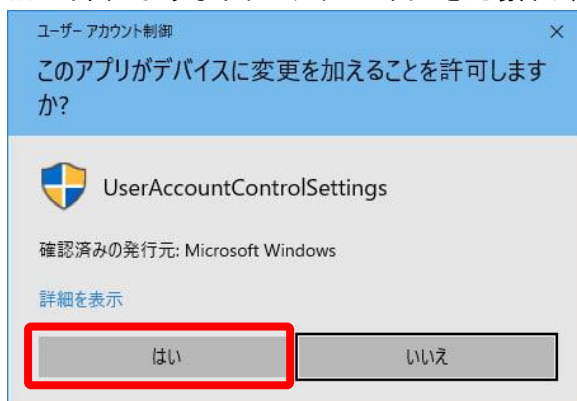 ユーザー アカウント制御
このアプリがデバイスに変更を加えることを許可します
か?
UserAccountControlSettings
確認済みの発行元: Microsoft Windows
詳細を表示
はい
いいえ